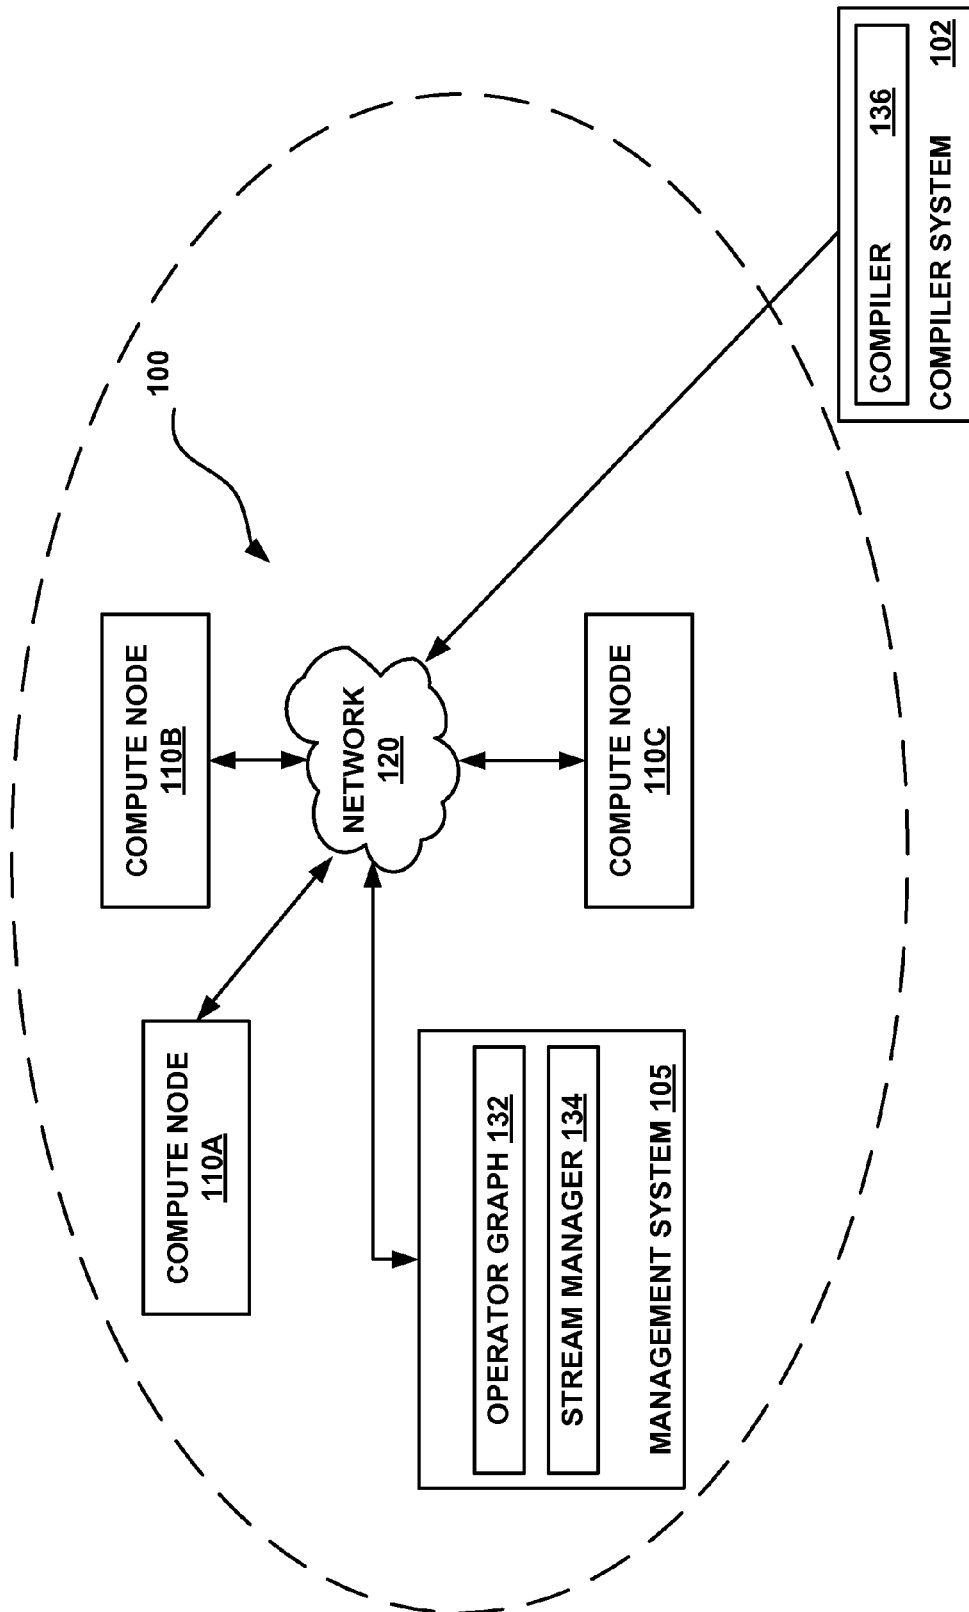 100
COMPUTE NODE
110A
COMPUTE NODE
110B
NETWORK
120
COMPUTE NODE
110C
OPERATOR GRAPH 132
STREAM MANAGER 134
MANAGEMENT SYSTEM 105
COMPILER 136
COMPILER SYSTEM 102